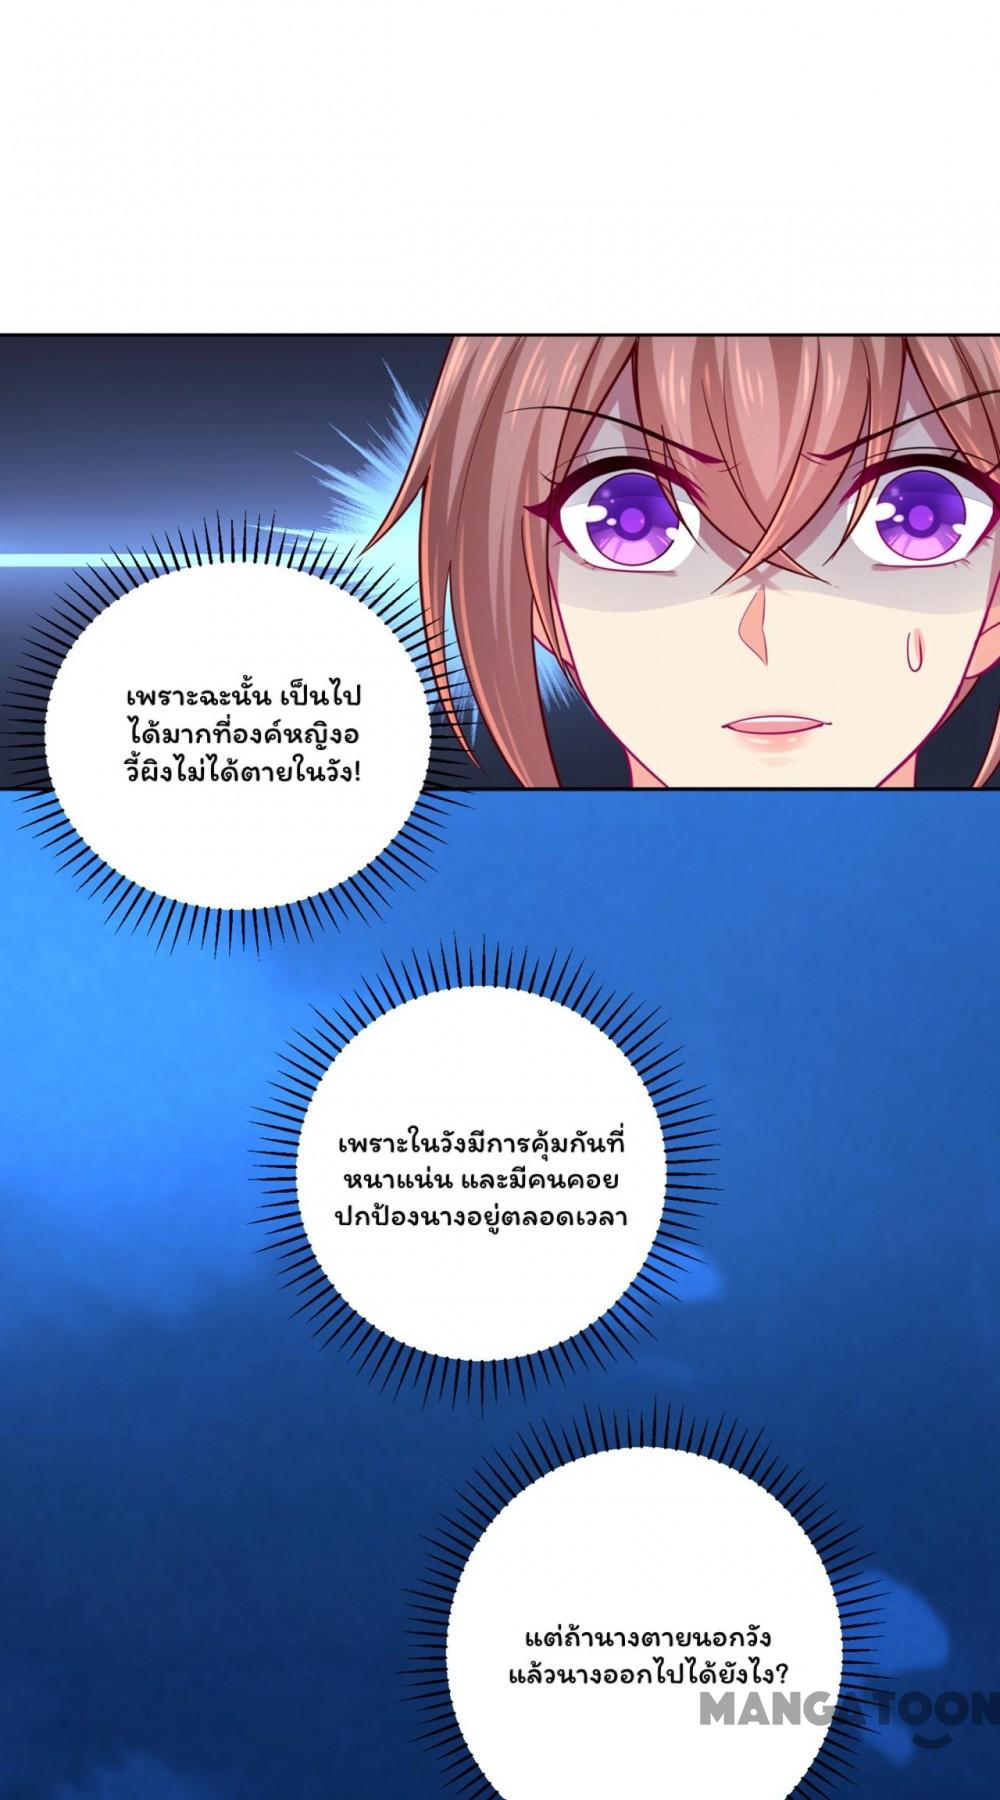 เพราะฉะนั้น เป็นไป
ได้มากที่องค์หญิงอ
วี้ผิงไม่ได้ตายในวัง!
เพราะในวังมีการคุ้มกันที่
หนาแน่น และมีคนคอย
ปกป้องนางอยู่ตลอดเวลา
แต่ถ้านางตายนอกวัง
แล้วนางออกไปได้ยังไง?
MANGATOON